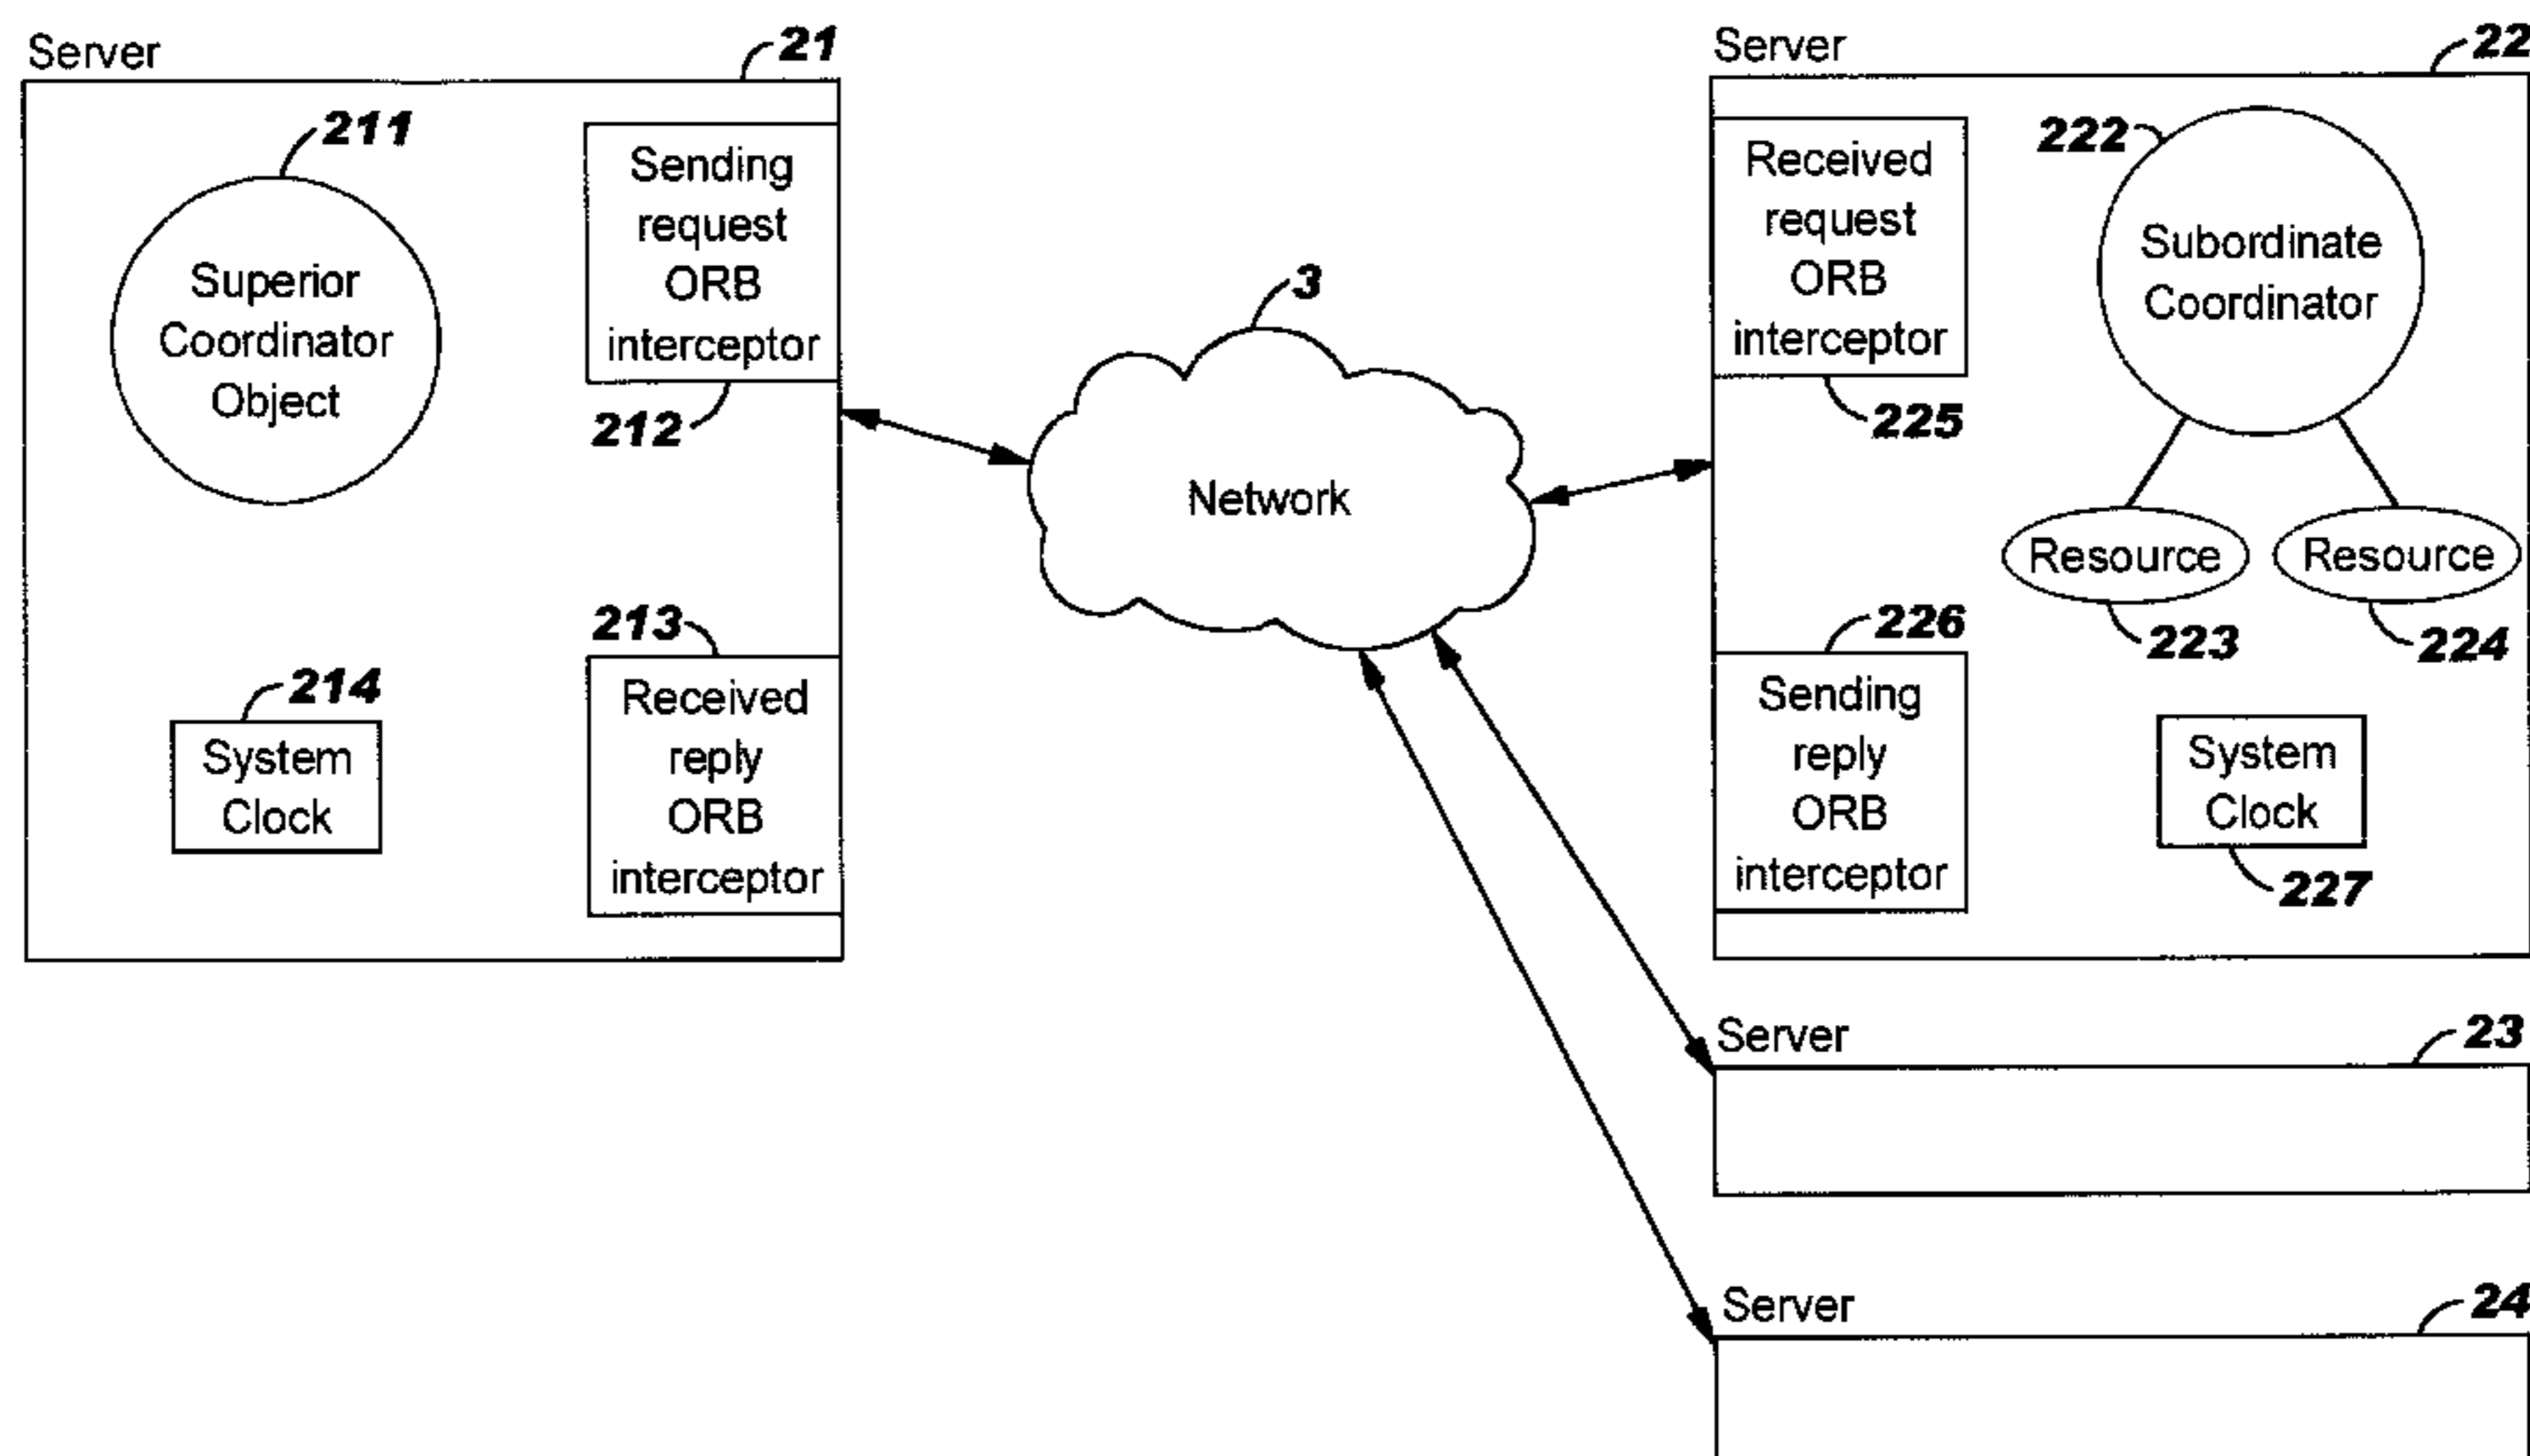 Server
21
211
Superior
Coordinator
Object
Sending
request
ORB
interceptor
212
213
Received
reply
ORB
interceptor
214
System
Clock
3
Network
Server
22
Received
request
ORB
interceptor
225
222
Subordinate
Coordinator
Resource
Resource
223
224
226
Sending
reply
ORB
interceptor
System
Clock
227
Server
23
Server
24